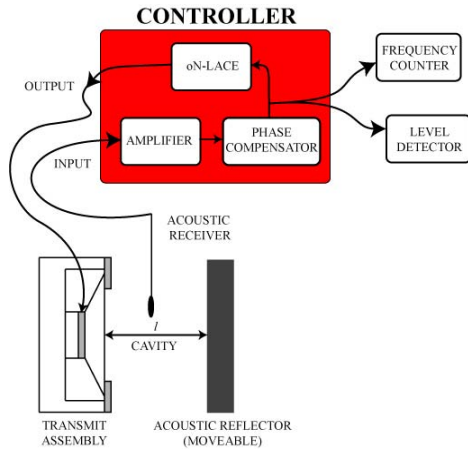 CONTROLLER
oN-LACE
FREQUENCY
COUNTER
OUTPUT
AMPLIFIER
PHASE
COMPENSATOR
LEVEL
DETECTOR
INPUT
ACOUSTIC
RECEIVER
l
CAVITY
TRANSMIT
ASSEMBLY
ACOUSTIC REFLECTOR
(MOVEABLE)